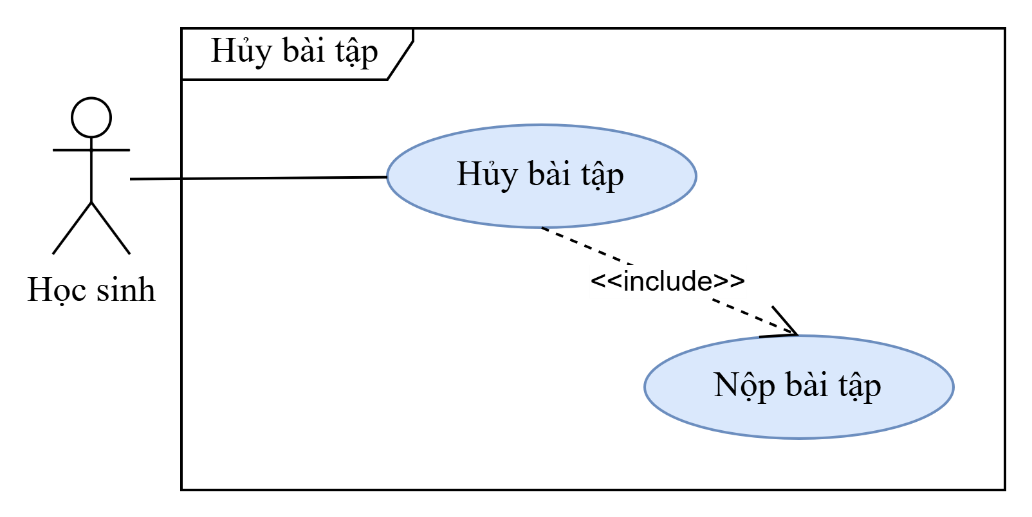 Hủy bài tập
Hủy bài tập
Học sinh
<<include>>
Nộp bài tập